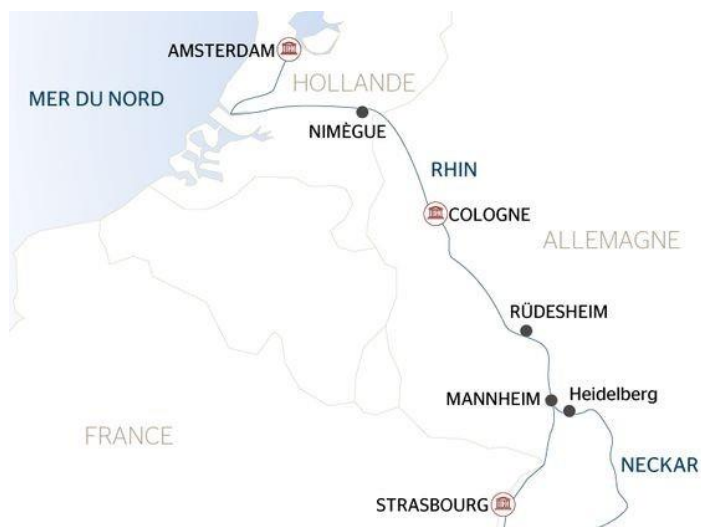 AMSTERDAM
HOLLANDE
MER DU NORD
NIMÈGUE
RHIN
COLOGNE
ALLEMAGNE
RÜDESHEIM
MANNHEIM
Heidelberg
FRANCE
NECKAR
STRASBOURG